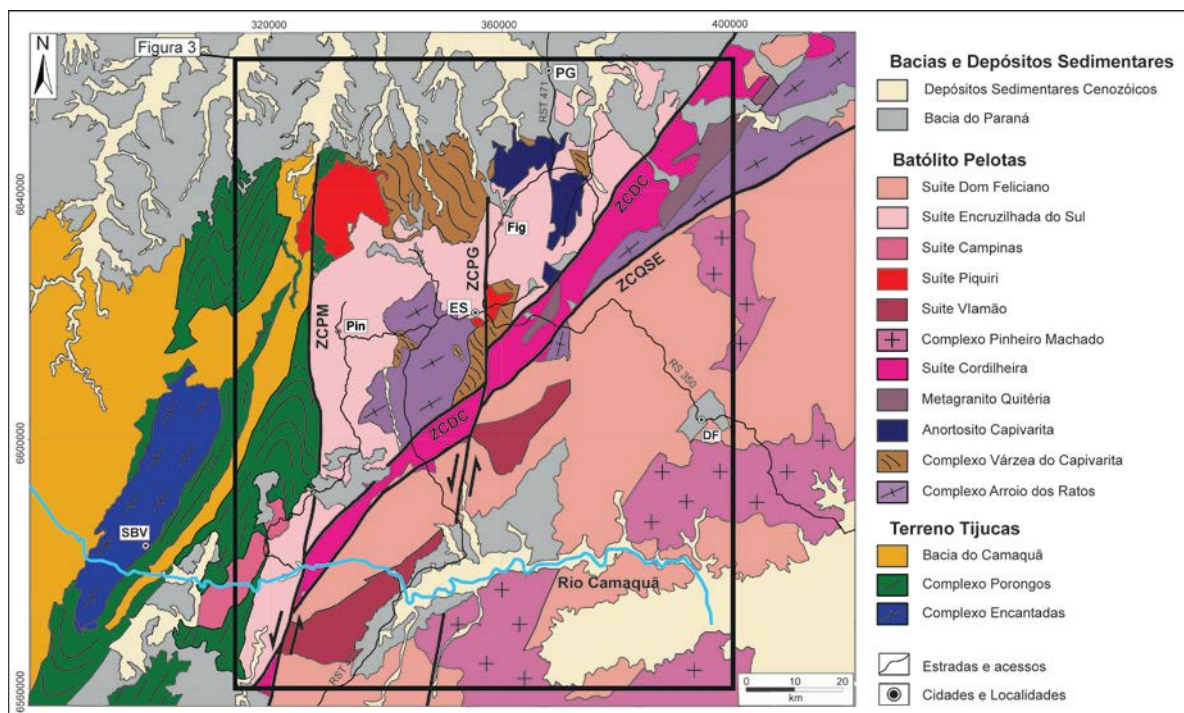 320000
360000
400000
Figura 3
N
PG
RST 471
6640000
ZCDC
Fig
ZCPG
ZCQSE
ES
ZCPM
Pin
RS 350
ZCDC
DF
6600000
SBV
Rio Camaquã
RST
6560000
0 10 20
km
Bacias e Depósitos Sedimentares
Depósitos Sedimentares Cenozóicos
Bacia do Paraná
Batólito Pelotas
Suíte Dom Feliciano
Suíte Encruzilhada do Sul
Suíte Campinas
Suíte Piquiri
Suíte Viamão
Complexo Pinheiro Machado
Suíte Cordilheira
Metagranito Quitéria
Anortosito Capivarita
Complexo Várzea do Capivarita
Complexo Arroio dos Ratos
Terreno Tijucas
Bacia do Camaquã
Complexo Porongos
Complexo Encantadas
Estradas e acessos
Cidades e Localidades